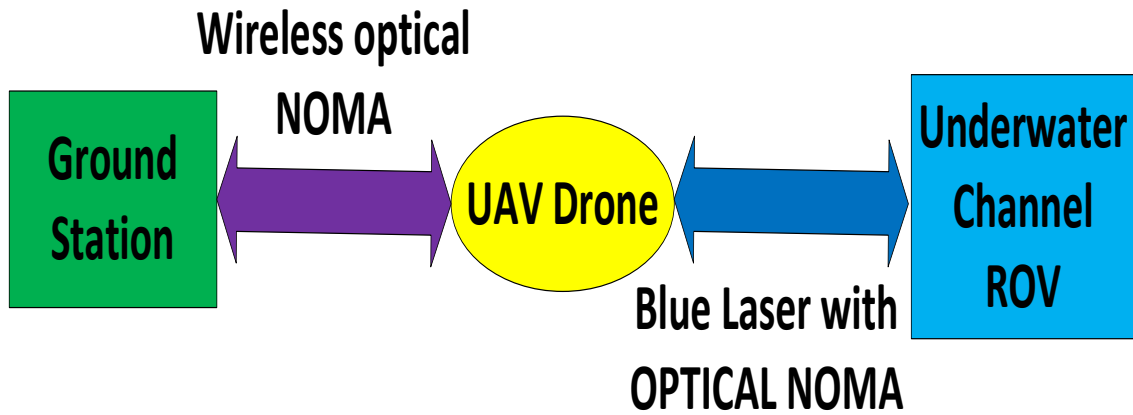 Wireless optical
NOMA
Ground
Station
UAV Drone
Underwater
Channel
ROV
Blue Laser with
OPTICAL NOMA